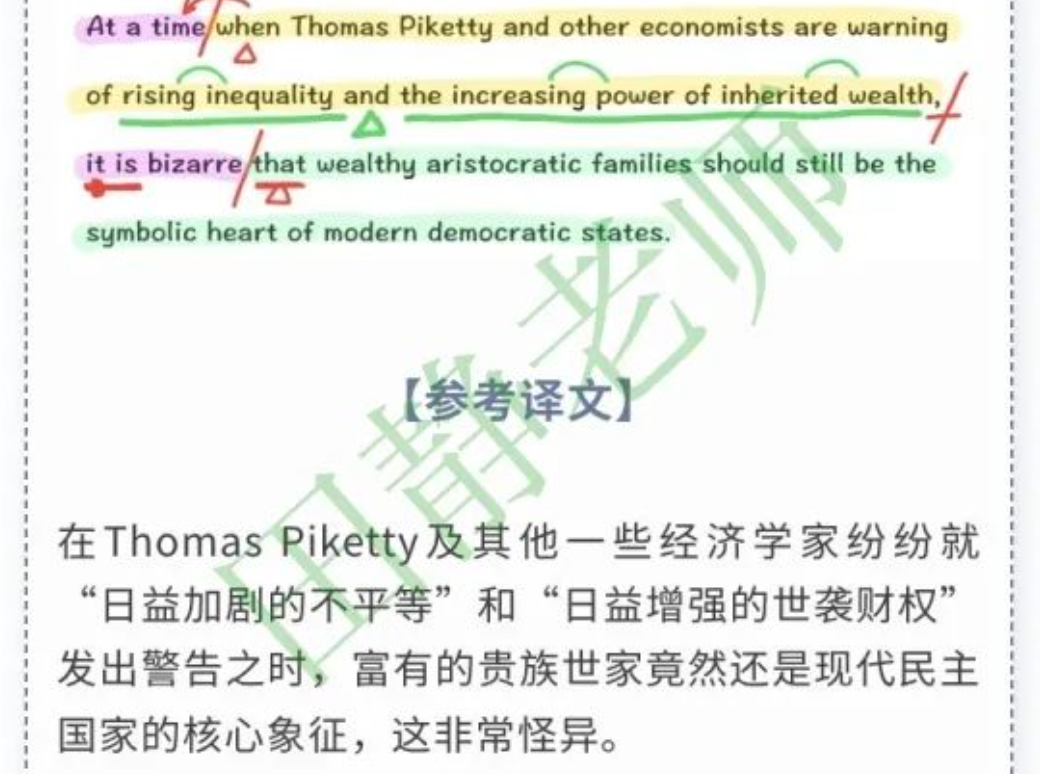 At a time when Thomas Piketty and other economists are warning
of rising inequality and the increasing power of inherited wealth,
it is bizarre that wealthy aristocratic families should still be the
symbolic heart of modern democratic states.
【参考译文】
在Thomas Piketty及其他一些经济学家纷纷就
“日益加剧的不平等”和“日益增强的世袭财权”
发出警告之时，富有的贵族世家竟然还是现代民主
国家的核心象征，这非常怪异。
田静老师